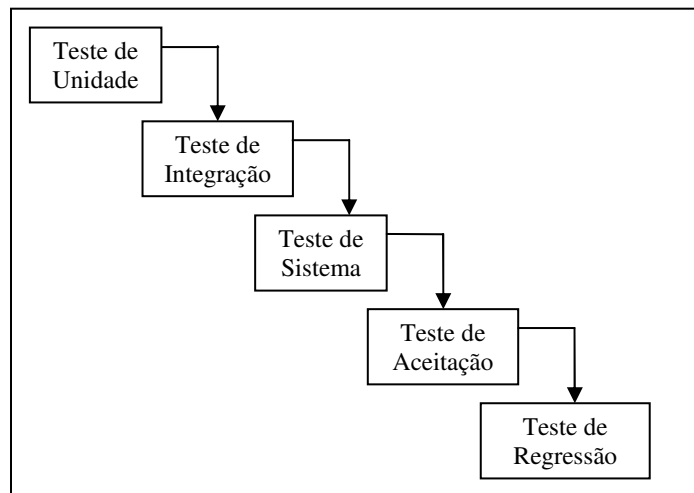 Teste de
Unidade
Teste de
Integração
Teste de
Sistema
Teste de
Aceitação
Teste de
Regressão